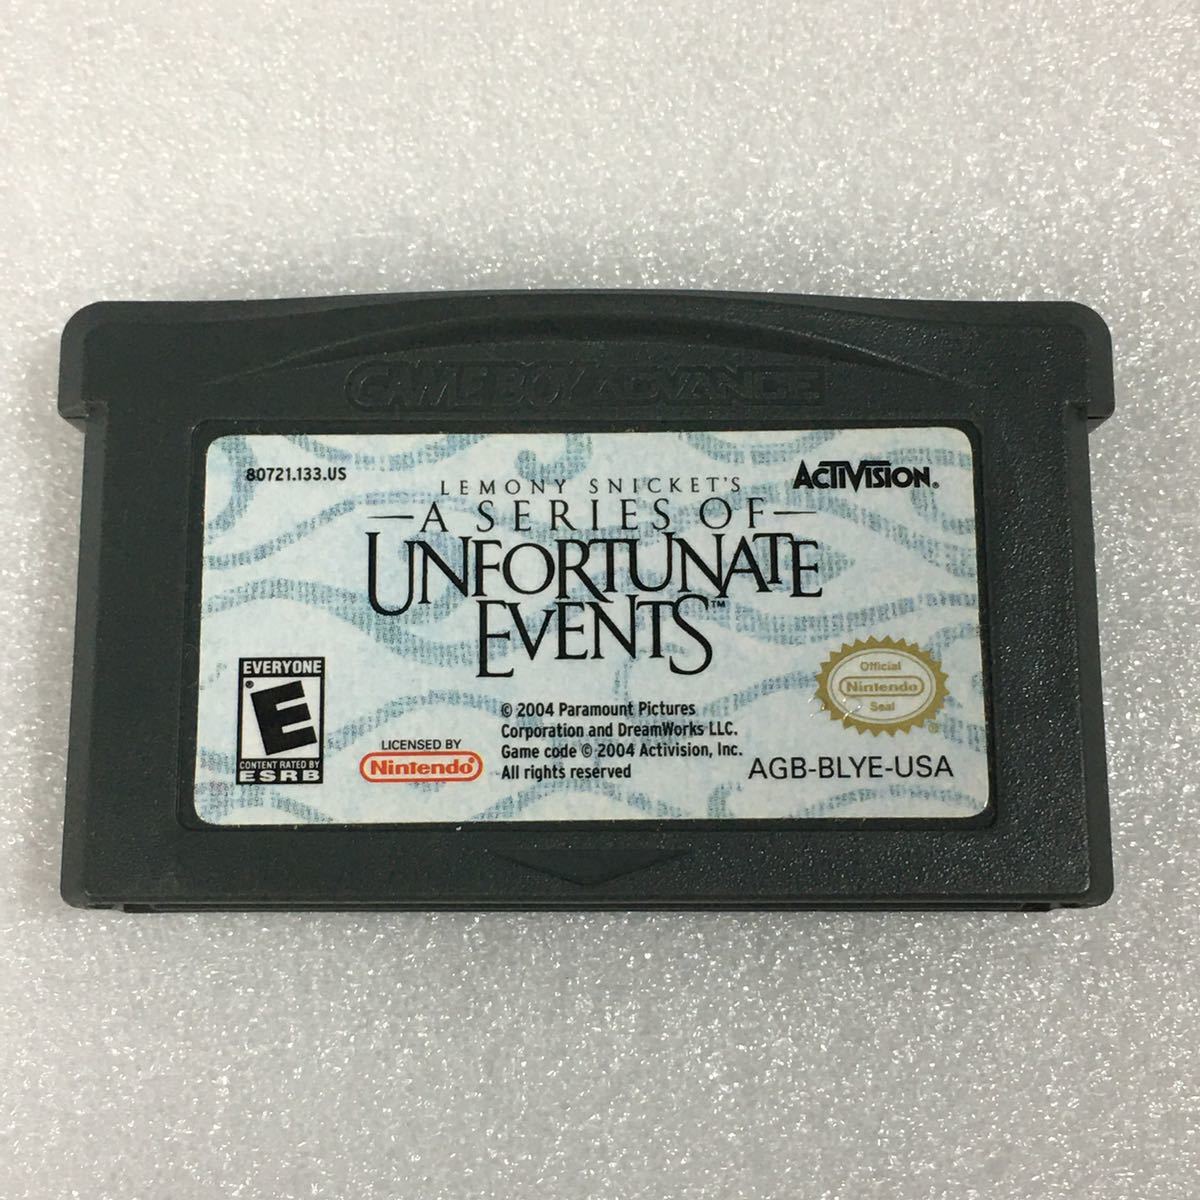 GAME BOY ADVANCE
80721.133.US
ACTIVISION®
LEMONY SNICKET'S
A SERIES OF
UNFORTUNATE
EVENTS™
EVERYONE
E®
CONTENT RATED BY
ESRB
LICENSED BY
Nintendo®
© 2004 Paramount Pictures
Corporation and DreamWorks LLC.
Game code © 2004 Activision, Inc.
All rights reserved
Official
Nintendo
Seal®
AGB-BLYE-USA